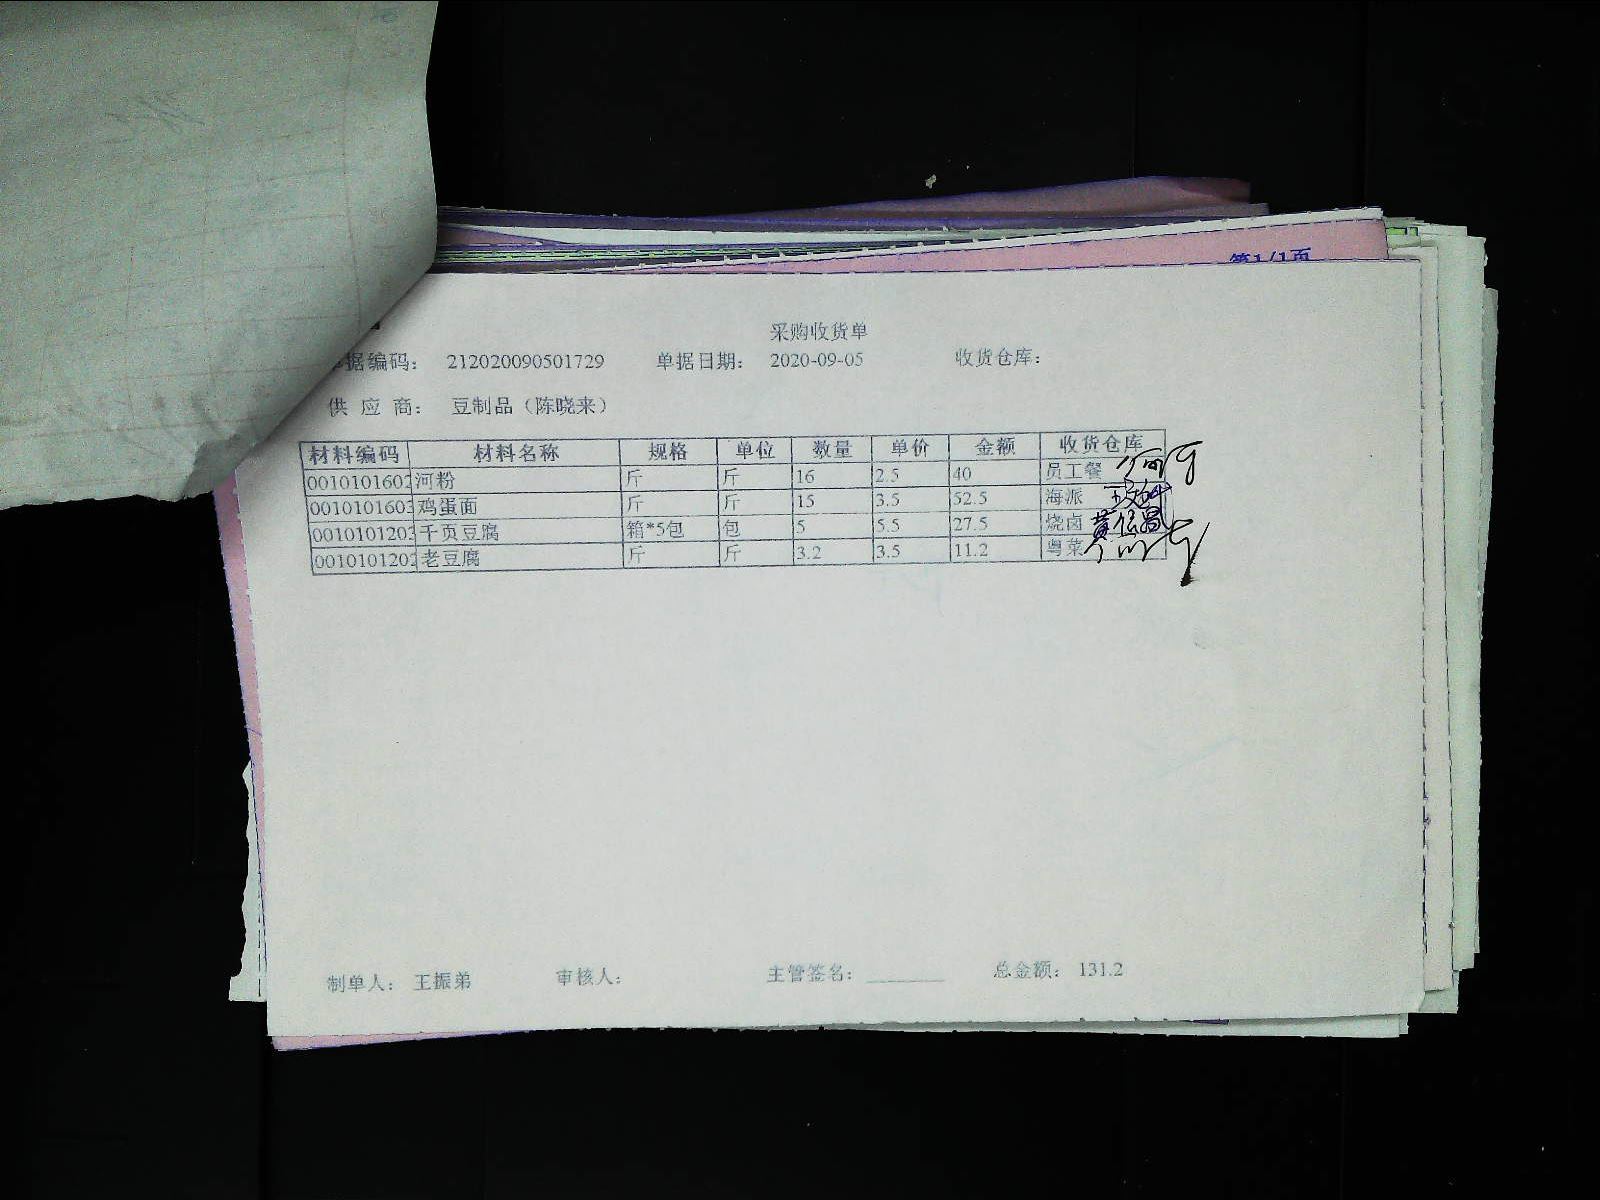 第1/1页
采购收货单
据编码： 212020090501729 单据日期： 2020-09-05 收货仓库：
供 应 商： 豆制品（陈晓来）
材料编码 材料名称 规格 单位 数量 单价 金额 收货仓库
0010101602 河粉 斤 斤 16 2.5 40 员工餐
0010101603 鸡蛋面 斤 斤 15 3.5 52.5 海派
0010101203 千页豆腐 箱*5包 包 5 5.5 27.5 烧卤
0010101202 老豆腐 斤 斤 3.2 3.5 11.2 粤菜
制单人： 王振弟 审核人： 主管签名： ________ 总金额： 131.2